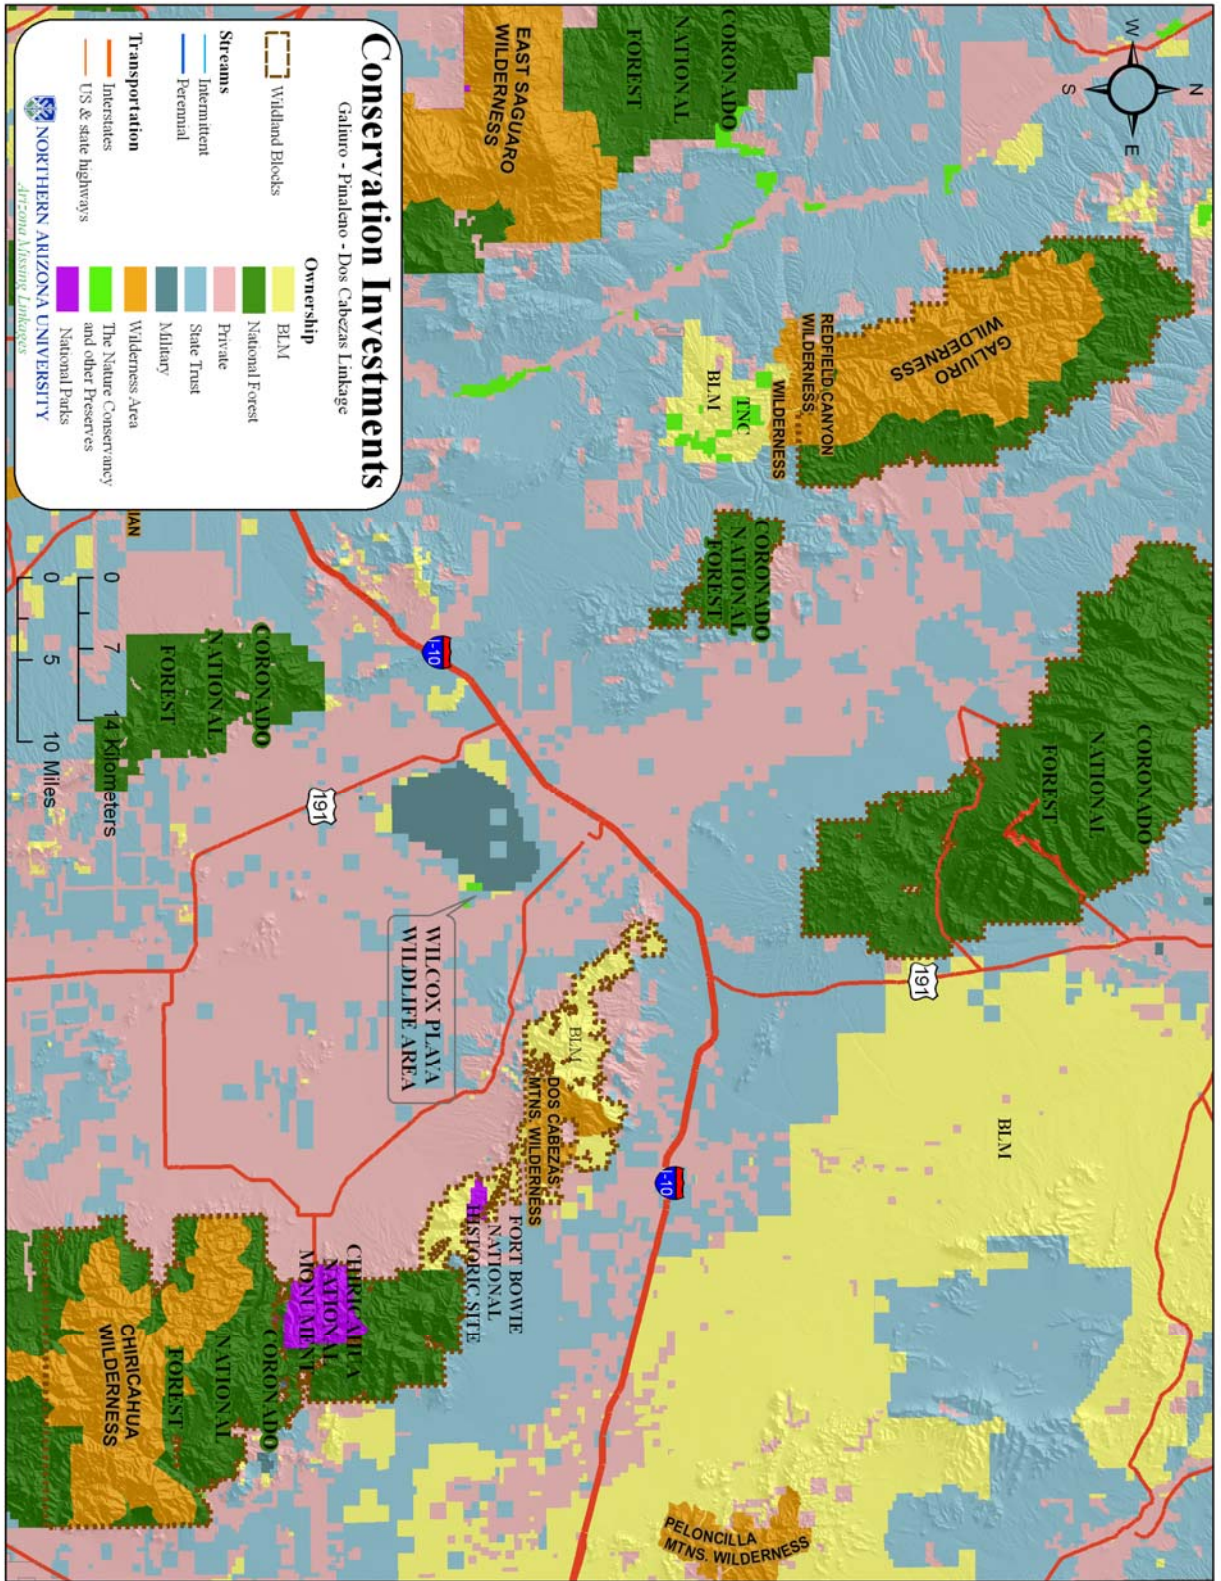 Conservation Investments
Galiuro - Pinaleno - Dos Cabezas Linkage
Wildland Blocks
Streams
Intermittent
Perennial
Transportation
Interstates
US & state highways
Ownership
BLM
National Forest
Private
State Trust
Military
Wilderness Area
The Nature Conservancy
and other Preserves
National Parks
NORTHERN ARIZONA UNIVERSITY
Arizona Missing Linkages
N
W
E
S
CORONADO
NATIONAL
FOREST
EAST SAGUARO
WILDERNESS
GALIURO
WILDERNESS
REDFIELD CANYON
WILDERNESS
WILDERNESS
TNC
BLM
CORONADO
NATIONAL
FOREST
CORONADO
NATIONAL
FOREST
191
BLM
I-10
CORONADO
NATIONAL
FOREST
191
WILCOX PLAYA
WILDLIFE AREA
BLM
DOS CABEZAS
MTNS. WILDERNESS
I-10
FORT BOWIE
NATIONAL
HISTORIC SITE
CHIRICAHUA
NATIONAL
MONUMENT
CORONADO
NATIONAL
FOREST
CHIRICAHUA
WILDERNESS
PELONCILLA
MTNS. WILDERNESS
IAN
0 7 14 Kilometers
0 5 10 Miles